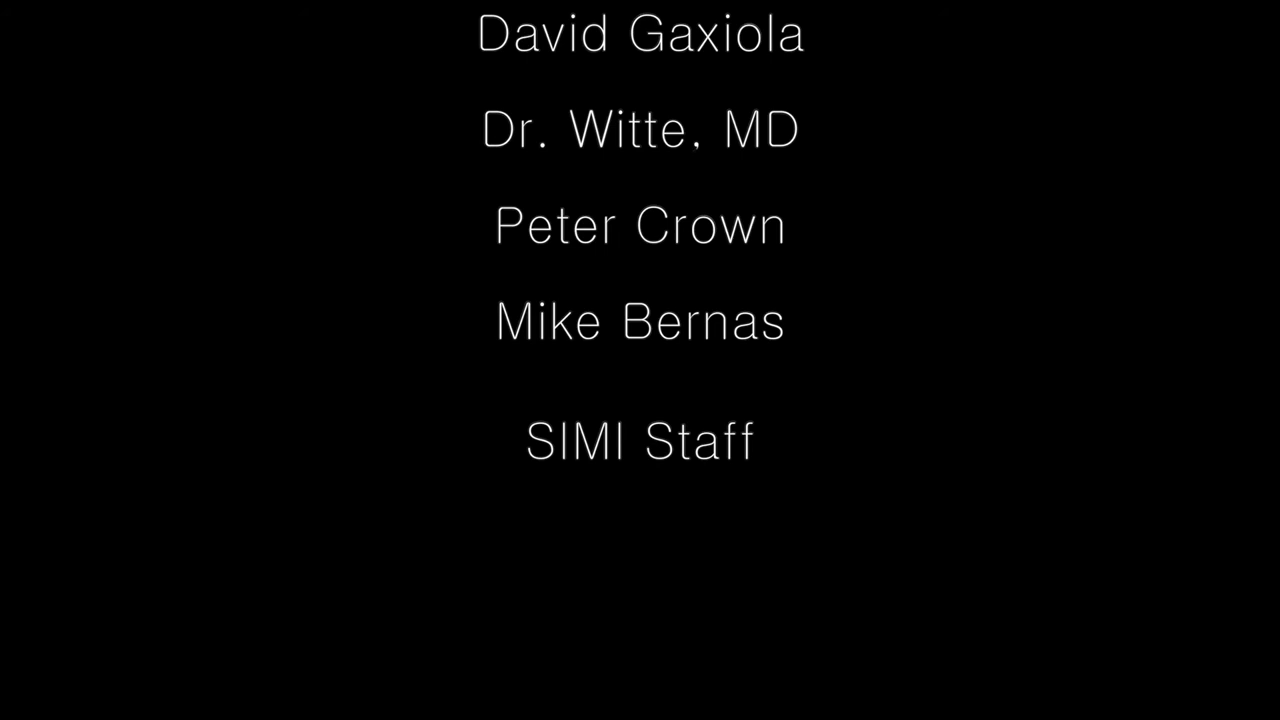 David Gaxiola
Dr. Witte, MD
Peter Crown
Mike Bernas
SIMI Staff